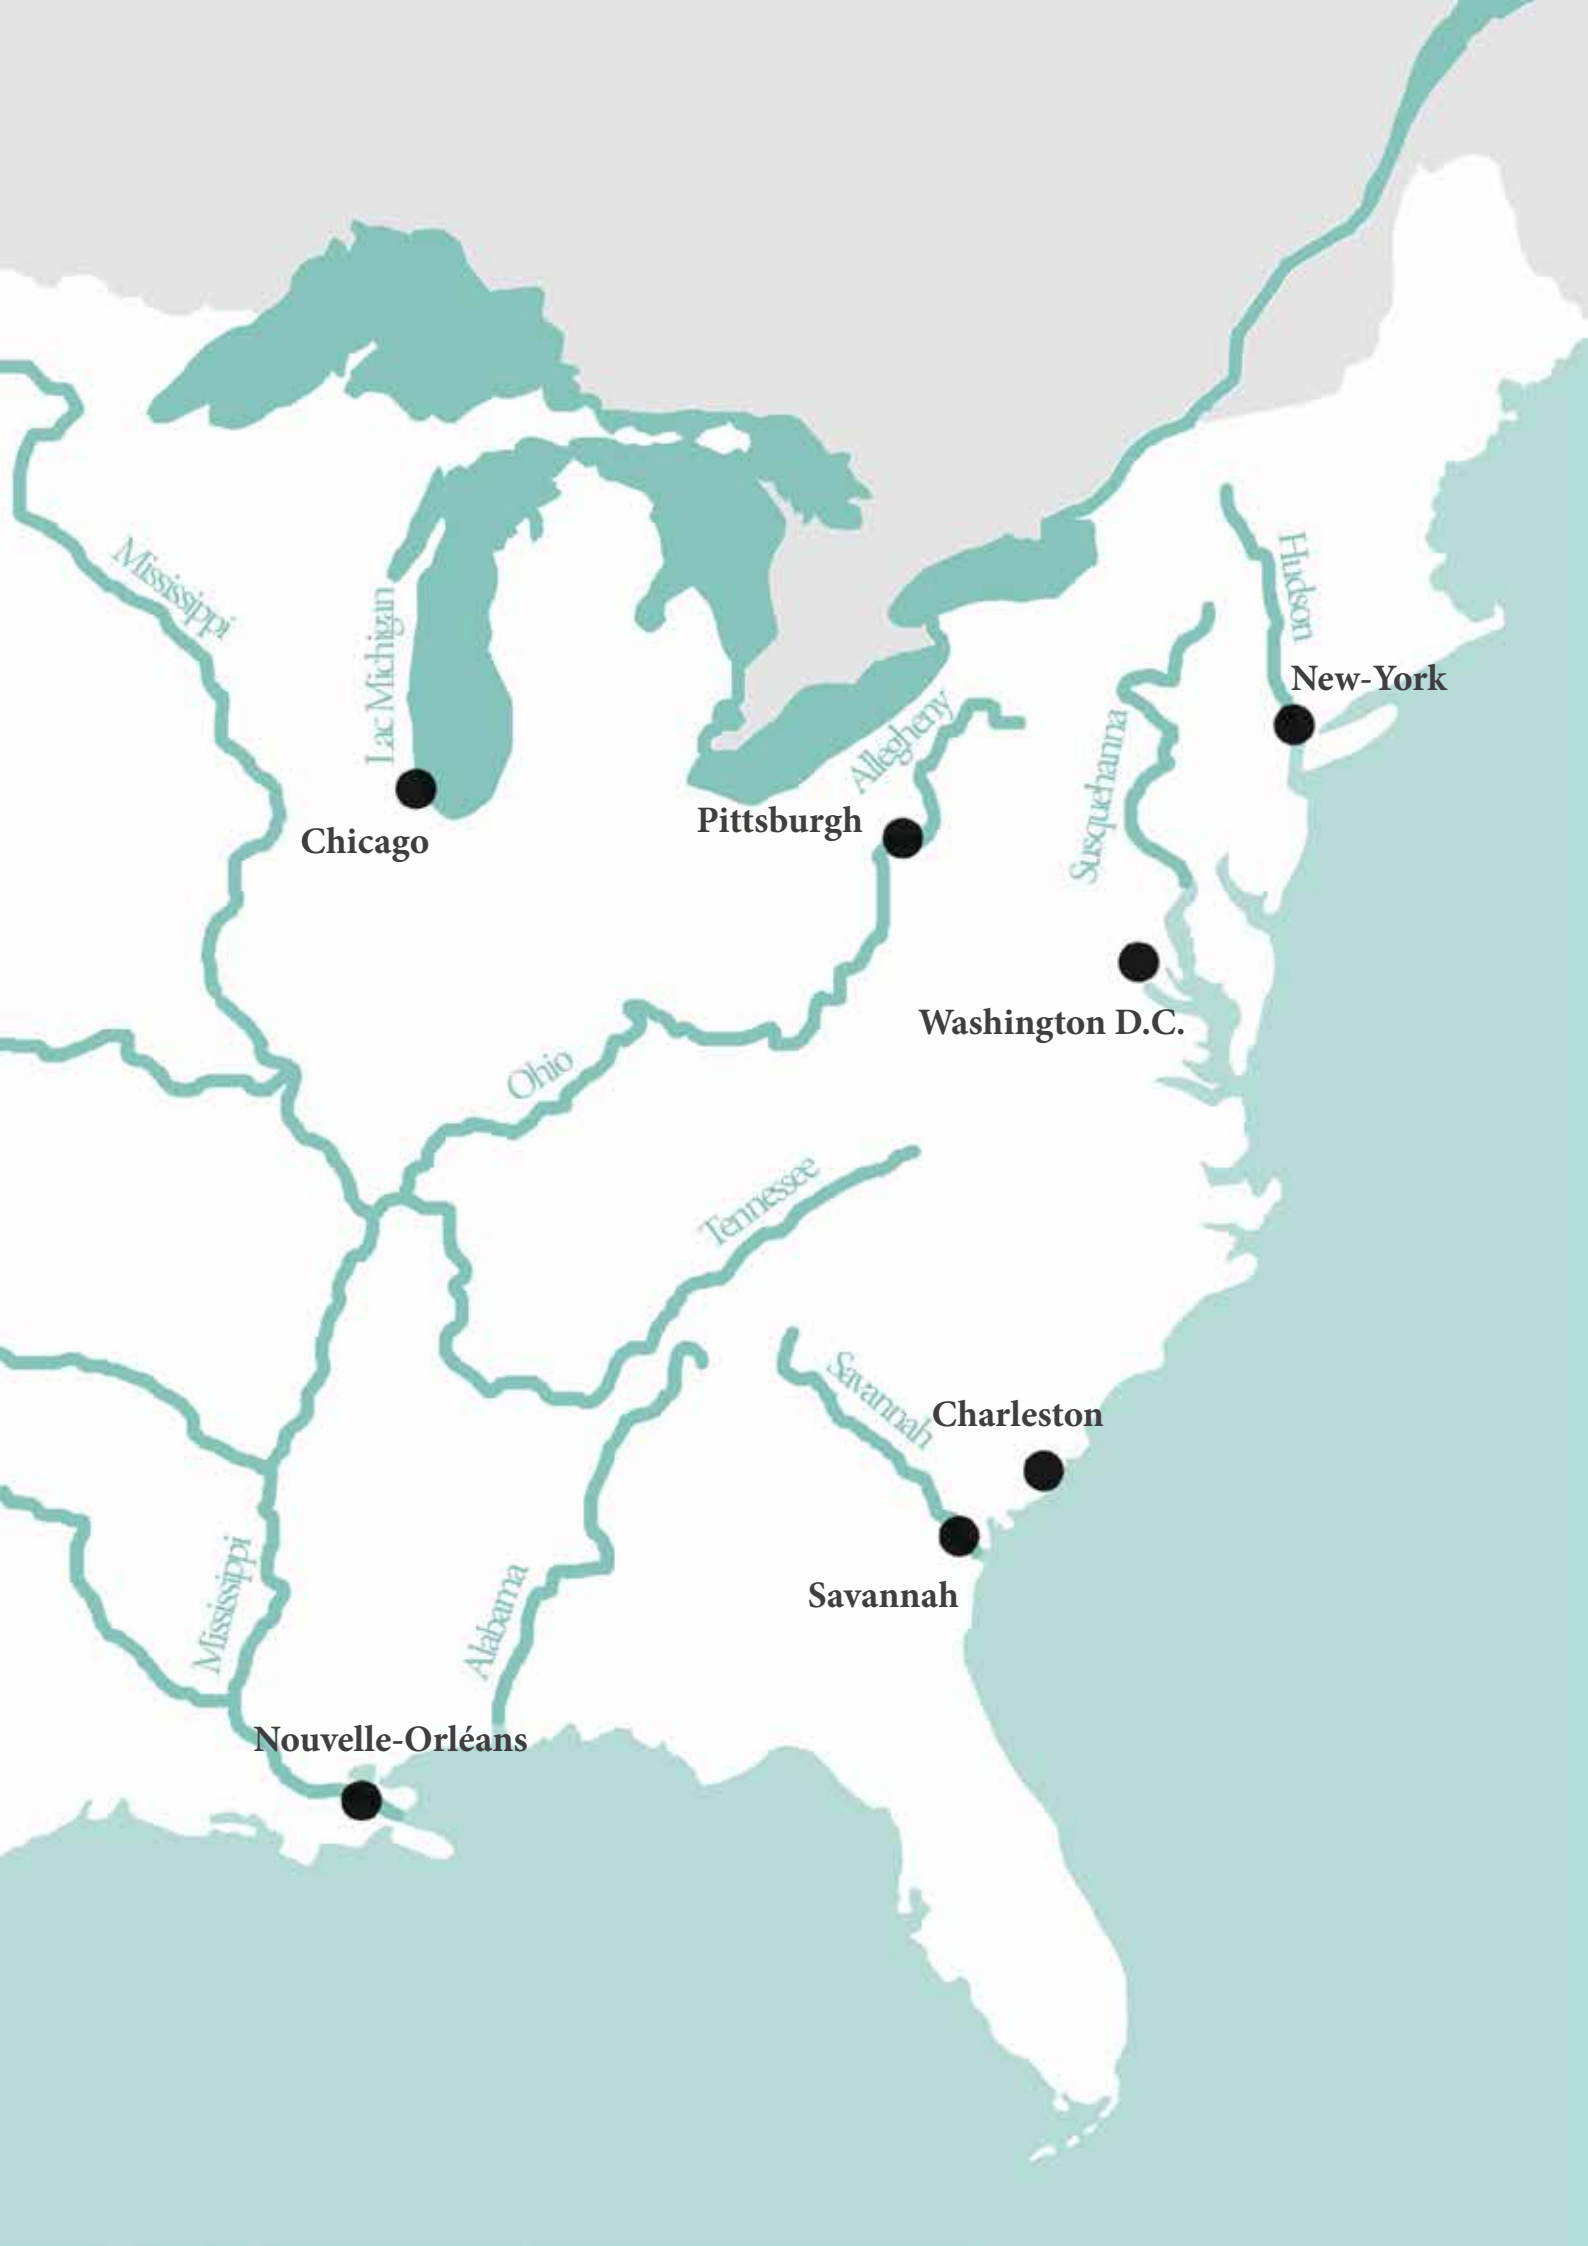 Mississippi
Lac Michigan
Hudson
New-York
Allegheny
Susquehanna
Chicago
Pittsburgh
Washington D.C.
Ohio
Tennessee
Savannah
Charleston
Savannah
Mississippi
Alabama
Nouvelle-Orléans